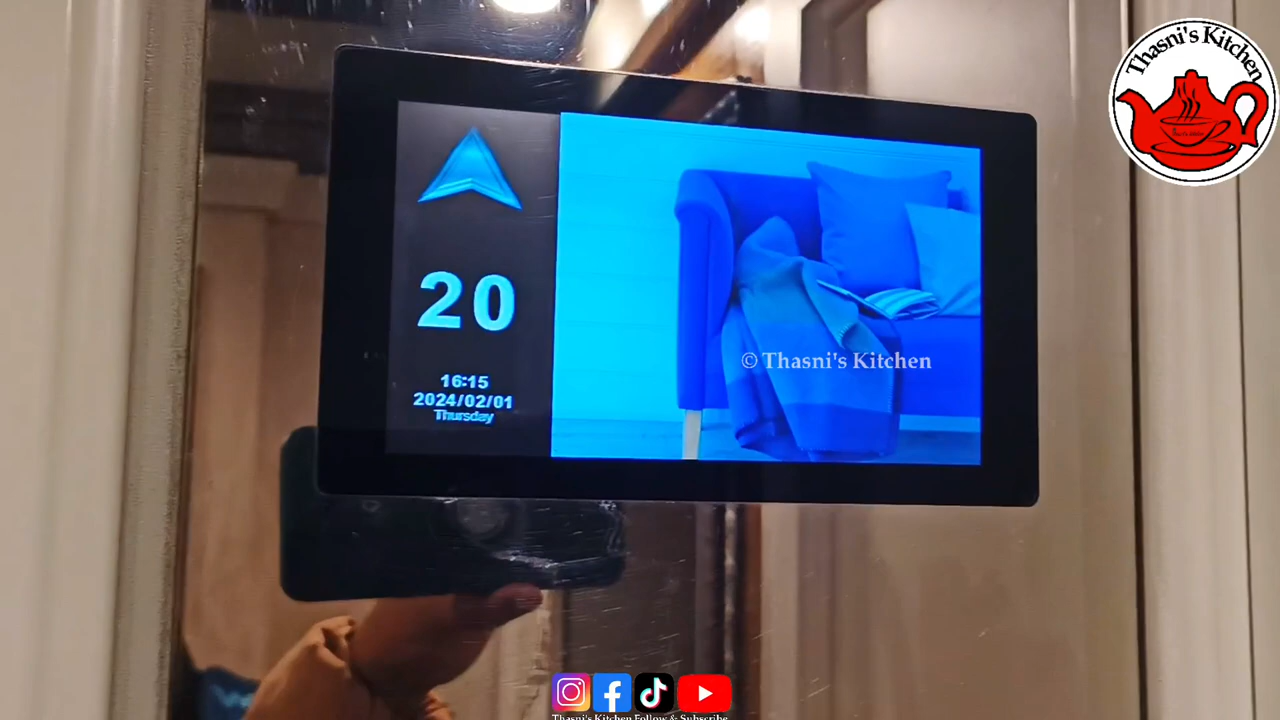 Thasni's Kitchen
20
16:15
2024/02/01
Thursday
© Thasni's Kitchen
Thasni's Kitchen Follow & Subscribe